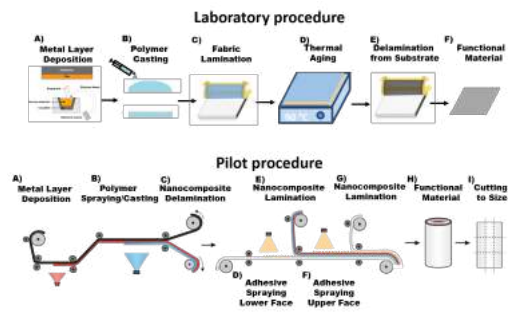 Laboratory procedure
A)
Metal Layer
Deposition
B)
Polymer
Casting
C)
Fabric
Lamination
D)
Thermal
Aging
E)
Delamination
from Substrate
F)
Functional
Material
Pilot procedure
A)
Metal Layer
Deposition
B)
Polymer
Spraying/Casting
C)
Nanocomposite
Delamination
E)
Nanocomposite
Lamination
G)
Nanocomposite
Lamination
H)
Functional
Material
I)
Cutting
to Size
D)
Adhesive
Spraying
Lower Face
F)
Adhesive
Spraying
Upper Face